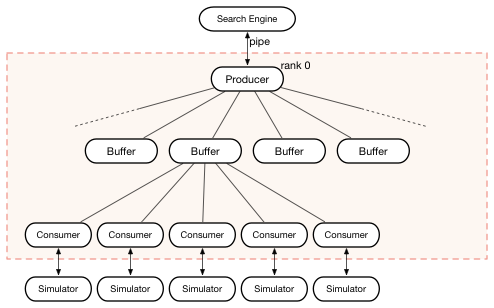 Search Engine
pipe
rank 0
Producer
Buffer Buffer Buffer Buffer
Consumer Consumer Consumer Consumer Consumer
Simulator Simulator Simulator Simulator Simulator